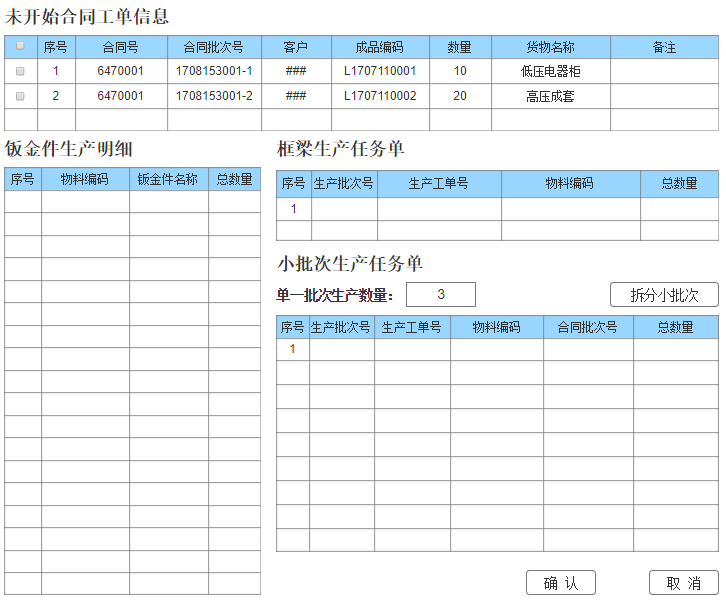 未开始合同工单信息
序号 合同号 合同批次号 客户 成品编码 数量 货物名称 备注
1 6470001 1708153001-1 ### L1707110001 10 低压电器柜
2 6470001 1708153001-2 ### L1707110002 20 高压成套
钣金件生产明细
序号 物料编码 钣金件名称 总数量
框梁生产任务单
序号 生产批次号 生产工单号 物料编码 总数量
1
小批次生产任务单
单一批次生产数量： 3 拆分小批次
序号 生产批次号 生产工单号 物料编码 合同批次号 总数量
1
确 认 取 消